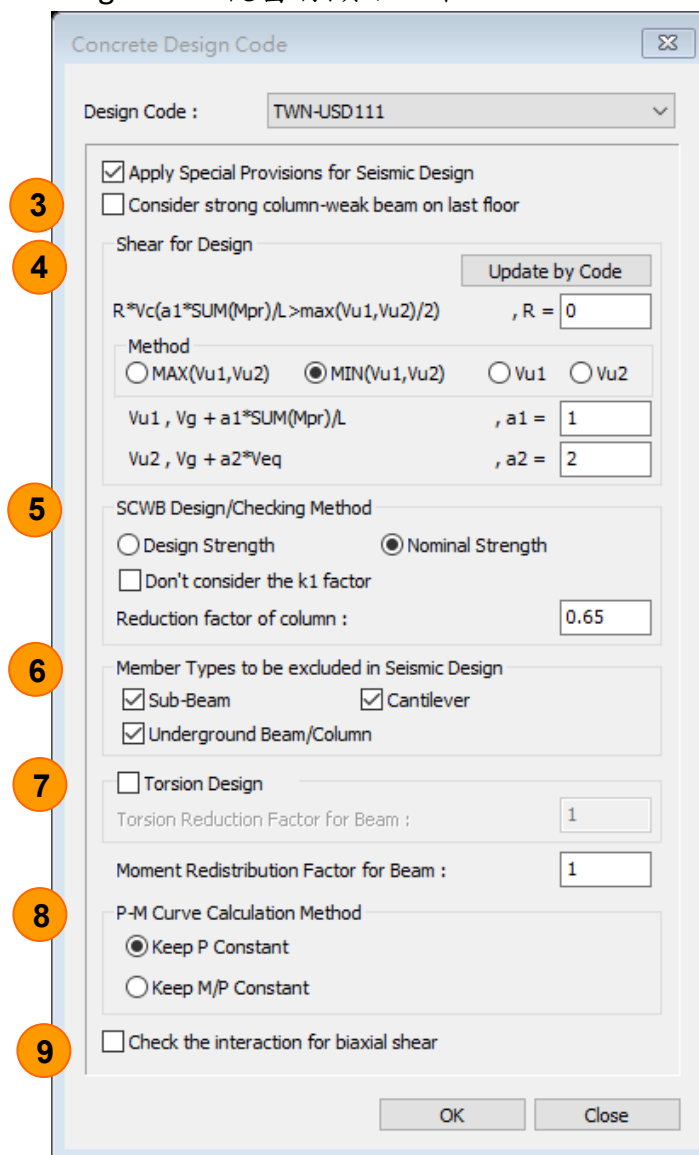 Concrete Design Code
Design Code : TWN-USD111
Apply Special Provisions for Seismic Design
3 Consider strong column-weak beam on last floor
4 Shear for Design
Update by Code
R*Vc(a1*SUM(Mpr)/L>max(Vu1,Vu2)/2) , R = 0
Method
MAX(Vu1,Vu2) MIN(Vu1,Vu2) Vu1 Vu2
Vu1 , Vg + a1*SUM(Mpr)/L , a1 = 1
Vu2 , Vg + a2*Veq , a2 = 2
5 SCWB Design/Checking Method
Design Strength Nominal Strength
Don't consider the k1 factor
Reduction factor of column : 0.65
6 Member Types to be excluded in Seismic Design
Sub-Beam Cantilever
Underground Beam/Column
7 Torsion Design
Torsion Reduction Factor for Beam : 1
Moment Redistribution Factor for Beam : 1
8 P-M Curve Calculation Method
Keep P Constant
Keep M/P Constant
9 Check the interaction for biaxial shear
OK Close